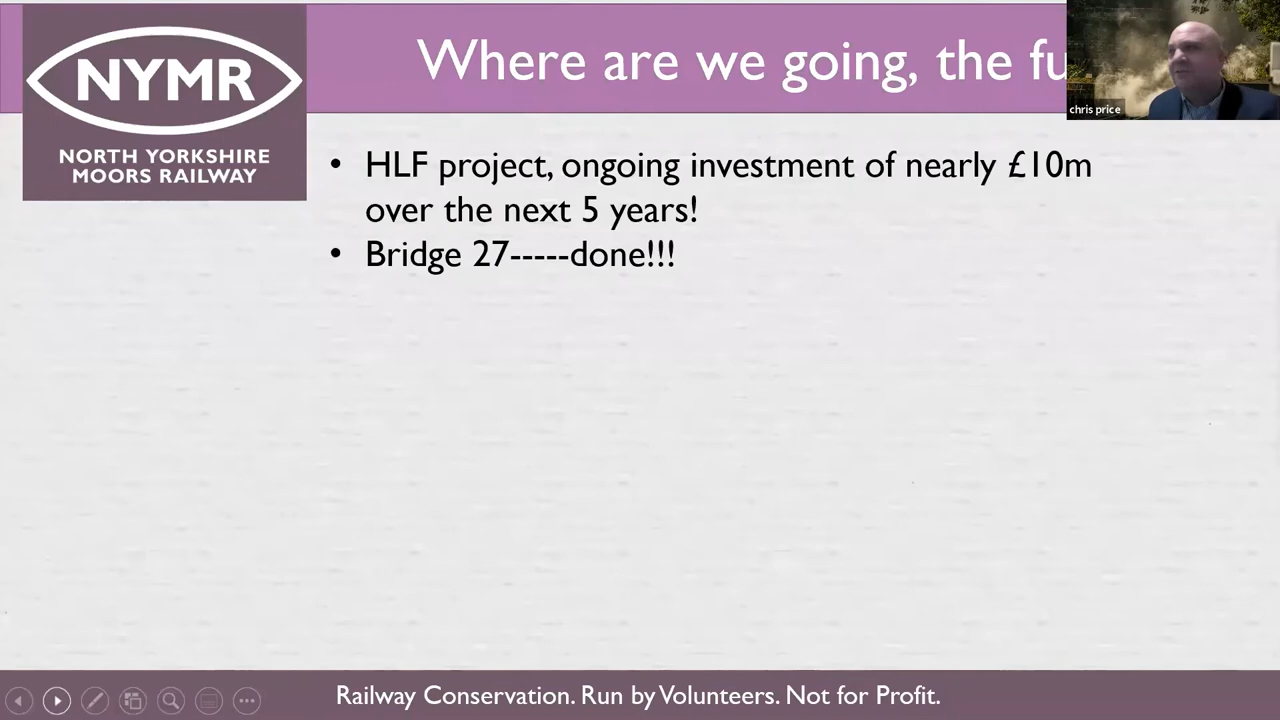 NYMR
NORTH YORKSHIRE
MOORS RAILWAY
Where are we going, the fu
chris price
• HLF project, ongoing investment of nearly £10m
over the next 5 years!
• Bridge 27-----done!!!
Railway Conservation. Run by Volunteers. Not for Profit.